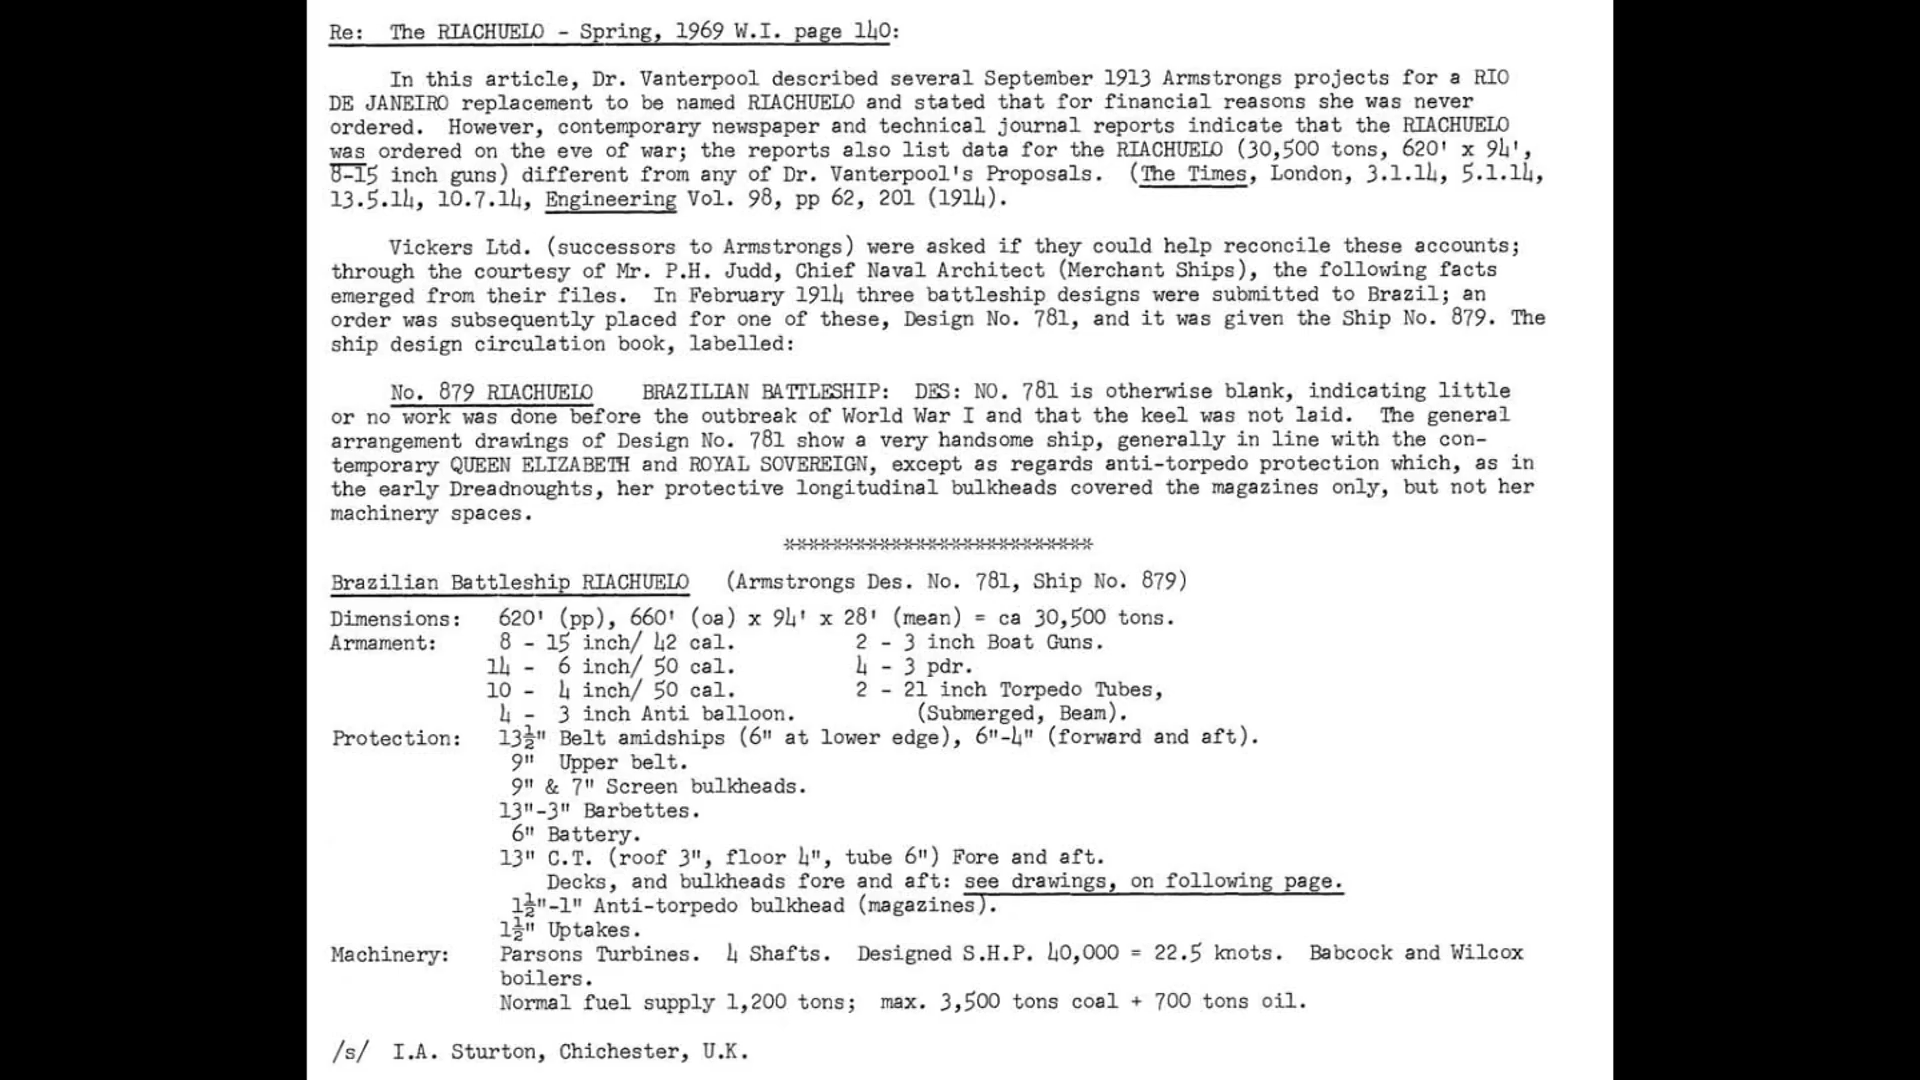 Re: The RIACHUELO - Spring, 1969 W.I. page 140:
In this article, Dr. Vanterpool described several September 1913 Armstrongs projects for a RIO
DE JANEIRO replacement to be named RIACHUELO and stated that for financial reasons she was never
ordered. However, contemporary newspaper and technical journal reports indicate that the RIACHUELO
was ordered on the eve of war; the reports also list data for the RIACHUELO (30,500 tons, 620' x 94',
8-15 inch guns) different from any of Dr. Vanterpool's Proposals. (The Times, London, 3.1.14, 5.1.14,
13.5.14, 10.7.14, Engineering Vol. 98, pp 62, 201 (1914).
Vickers Ltd. (successors to Armstrongs) were asked if they could help reconcile these accounts;
through the courtesy of Mr. P.H. Judd, Chief Naval Architect (Merchant Ships), the following facts
emerged from their files. In February 1914 three battleship designs were submitted to Brazil; an
order was subsequently placed for one of these, Design No. 781, and it was given the Ship No. 879. The
ship design circulation book, labelled:
No. 879 RIACHUELO BRAZILIAN BATTLESHIP: DES: NO. 781 is otherwise blank, indicating little
or no work was done before the outbreak of World War I and that the keel was not laid. The general
arrangement drawings of Design No. 781 show a very handsome ship, generally in line with the con-
temporary QUEEN ELIZABETH and ROYAL SOVEREIGN, except as regards anti-torpedo protection which, as in
the early Dreadnoughts, her protective longitudinal bulkheads covered the magazines only, but not her
machinery spaces.
**************************
Brazilian Battleship RIACHUELO (Armstrongs Des. No. 781, Ship No. 879)
Dimensions: 620' (pp), 660' (oa) x 94' x 28' (mean) = ca 30,500 tons.
Armament: 8 - 15 inch/ 42 cal. 2 - 3 inch Boat Guns.
14 - 6 inch/ 50 cal. 4 - 3 pdr.
10 - 4 inch/ 50 cal. 2 - 21 inch Torpedo Tubes,
4 - 3 inch Anti balloon. (Submerged, Beam).
Protection: 13½" Belt amidships (6" at lower edge), 6"-4" (forward and aft).
9" Upper belt.
9" & 7" Screen bulkheads.
13"-3" Barbettes.
6" Battery.
13" C.T. (roof 3", floor 4", tube 6") Fore and aft.
Decks, and bulkheads fore and aft: see drawings, on following page.
1½"-1" Anti-torpedo bulkhead (magazines).
1½" Uptakes.
Machinery: Parsons Turbines. 4 Shafts. Designed S.H.P. 40,000 = 22.5 knots. Babcock and Wilcox
boilers.
Normal fuel supply 1,200 tons; max. 3,500 tons coal + 700 tons oil.
/s/ I.A. Sturton, Chichester, U.K.